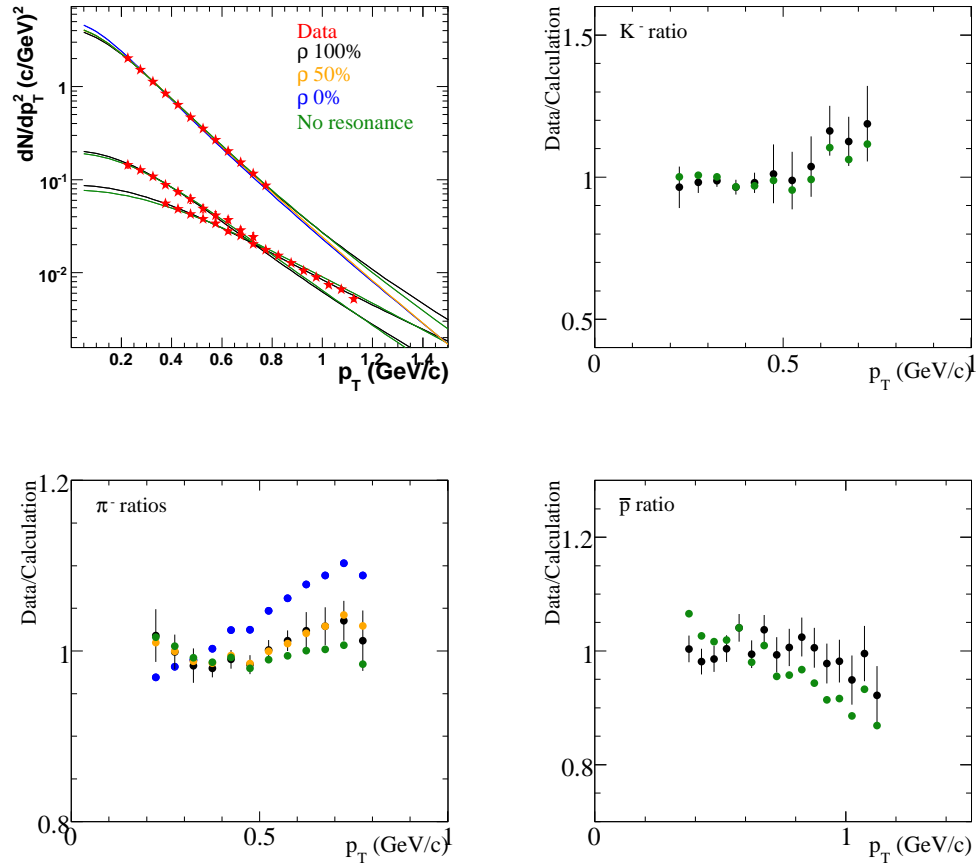 dN/dp_T^2 (c/GeV)^2
1
10^-1
10^-2
Data
ρ 100%
ρ 50%
ρ 0%
No resonance
0.2 0.4 0.6 0.8 1 1.2 1.4
p_T (GeV/c)
Data/Calculation
1.5
1
0.5
K^- ratio
0 0.5 1
p_T (GeV/c)
Data/Calculation
1.2
1
0.8
π^- ratios
0 0.5 1
p_T (GeV/c)
Data/Calculation
1.2
1
0.8
p̅ ratio
0 1
p_T (GeV/c)